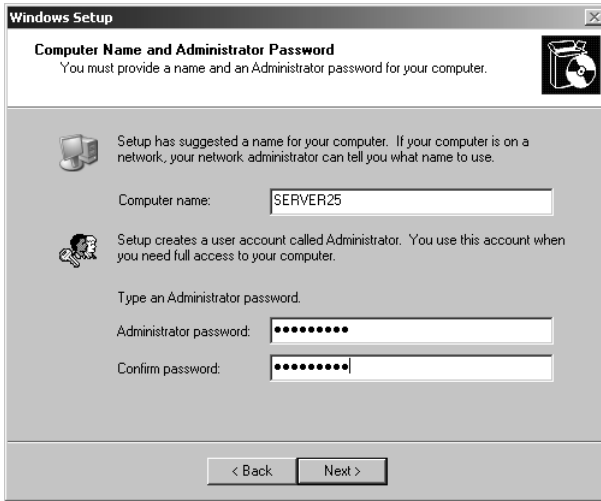 Windows Setup
Computer Name and Administrator Password
You must provide a name and an Administrator password for your computer.
Setup has suggested a name for your computer. If your computer is on a
network, your network administrator can tell you what name to use.
Computer name: SERVER25
Setup creates a user account called Administrator. You use this account when
you need full access to your computer.
Type an Administrator password.
Administrator password: ●●●●●●●●●
Confirm password: ●●●●●●●●●
< Back Next >